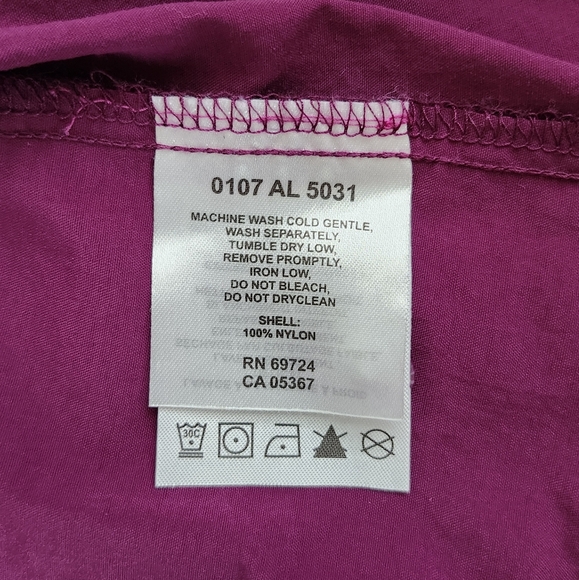 0107 AL 5031
MACHINE WASH COLD GENTLE,
WASH SEPARATELY,
TUMBLE DRY LOW,
REMOVE PROMPTLY,
IRON LOW,
DO NOT BLEACH,
DO NOT DRYCLEAN
SHELL:
100% NYLON
RN 69724
CA 05367
30C